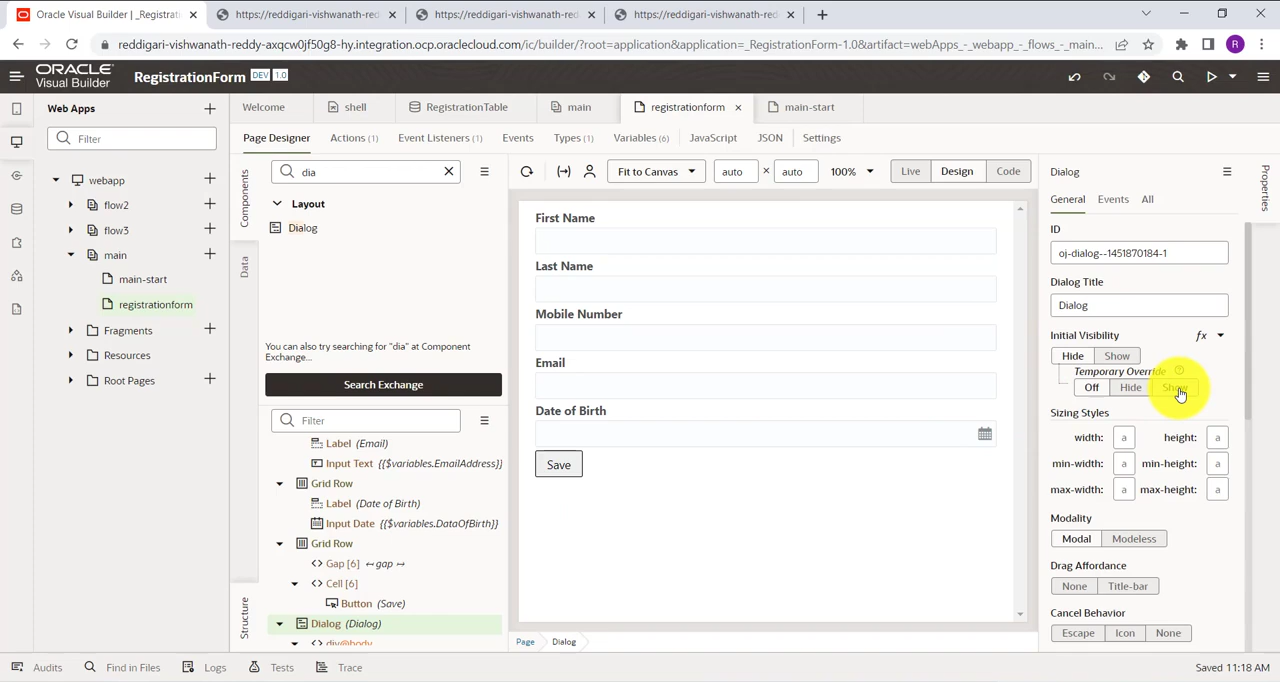 Oracle Visual Builder | _Registrat
https://reddigari-vishwanath-red
https://reddigari-vishwanath-red
https://reddigari-vishwanath-red
reddigari-vishwanath-reddy-axqcw0jf50g8-hy.integration.ocp.oraclecloud.com/ic/builder/?root=application&application=_RegistrationForm-1.0&artifact=webApps_-_webapp_-_flows_-_main...
R
ORACLE
Visual Builder
RegistrationForm DEV 1.0
Web Apps
Filter
webapp
flow2
flow3
main
main-start
registrationform
Fragments
Resources
Root Pages
Welcome
shell
RegistrationTable
main
registrationform
main-start
Page Designer
Actions (1)
Event Listeners (1)
Events
Types (1)
Variables (6)
JavaScript
JSON
Settings
Components
Data
Structure
dia
Layout
Dialog
You can also try searching for "dia" at Component
Exchange...
Search Exchange
Filter
Label (Email)
Input Text {{$variables.EmailAddress}}
Grid Row
Label (Date of Birth)
Input Date {{$variables.DataOfBirth}}
Grid Row
Gap [6] gap
Cell [6]
Button (Save)
Dialog (Dialog)
div@body
Fit to Canvas
auto × auto
100%
Live Design Code
First Name
Last Name
Mobile Number
Email
Date of Birth
Save
Page
Dialog
Dialog
General Events All
ID
oj-dialog--1451870184-1
Dialog Title
Dialog
Initial Visibility fx
Hide Show
Temporary Override
Off Hide Show
Sizing Styles
width: a height: a
min-width: a min-height: a
max-width: a max-height: a
Modality
Modal Modeless
Drag Affordance
None Title-bar
Cancel Behavior
Escape Icon None
Properties
Audits
Find in Files
Logs
Tests
Trace
Saved 11:18 AM